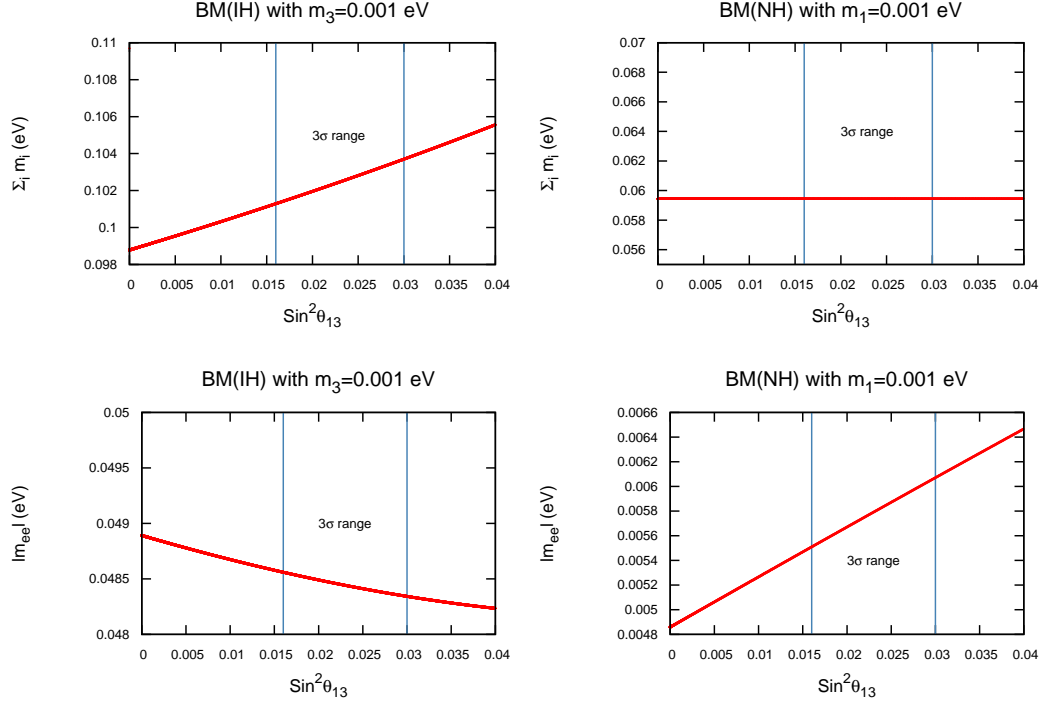 BM(IH) with m3=0.001 eV
0.11
0.108
0.106
0.104
0.102
0.1
0.098
Σi mi (eV)
3σ range
0 0.005 0.01 0.015 0.02 0.025 0.03 0.035 0.04
Sin²θ13
BM(NH) with m1=0.001 eV
0.07
0.068
0.066
0.064
0.062
0.06
0.058
0.056
Σi mi (eV)
3σ range
0 0.005 0.01 0.015 0.02 0.025 0.03 0.035 0.04
Sin²θ13
BM(IH) with m3=0.001 eV
0.05
0.0495
0.049
0.0485
0.048
|mee| (eV)
3σ range
0 0.005 0.01 0.015 0.02 0.025 0.03 0.035 0.04
Sin²θ13
BM(NH) with m1=0.001 eV
0.0066
0.0064
0.0062
0.006
0.0058
0.0056
0.0054
0.0052
0.005
0.0048
|mee| (eV)
3σ range
0 0.005 0.01 0.015 0.02 0.025 0.03 0.035 0.04
Sin²θ13